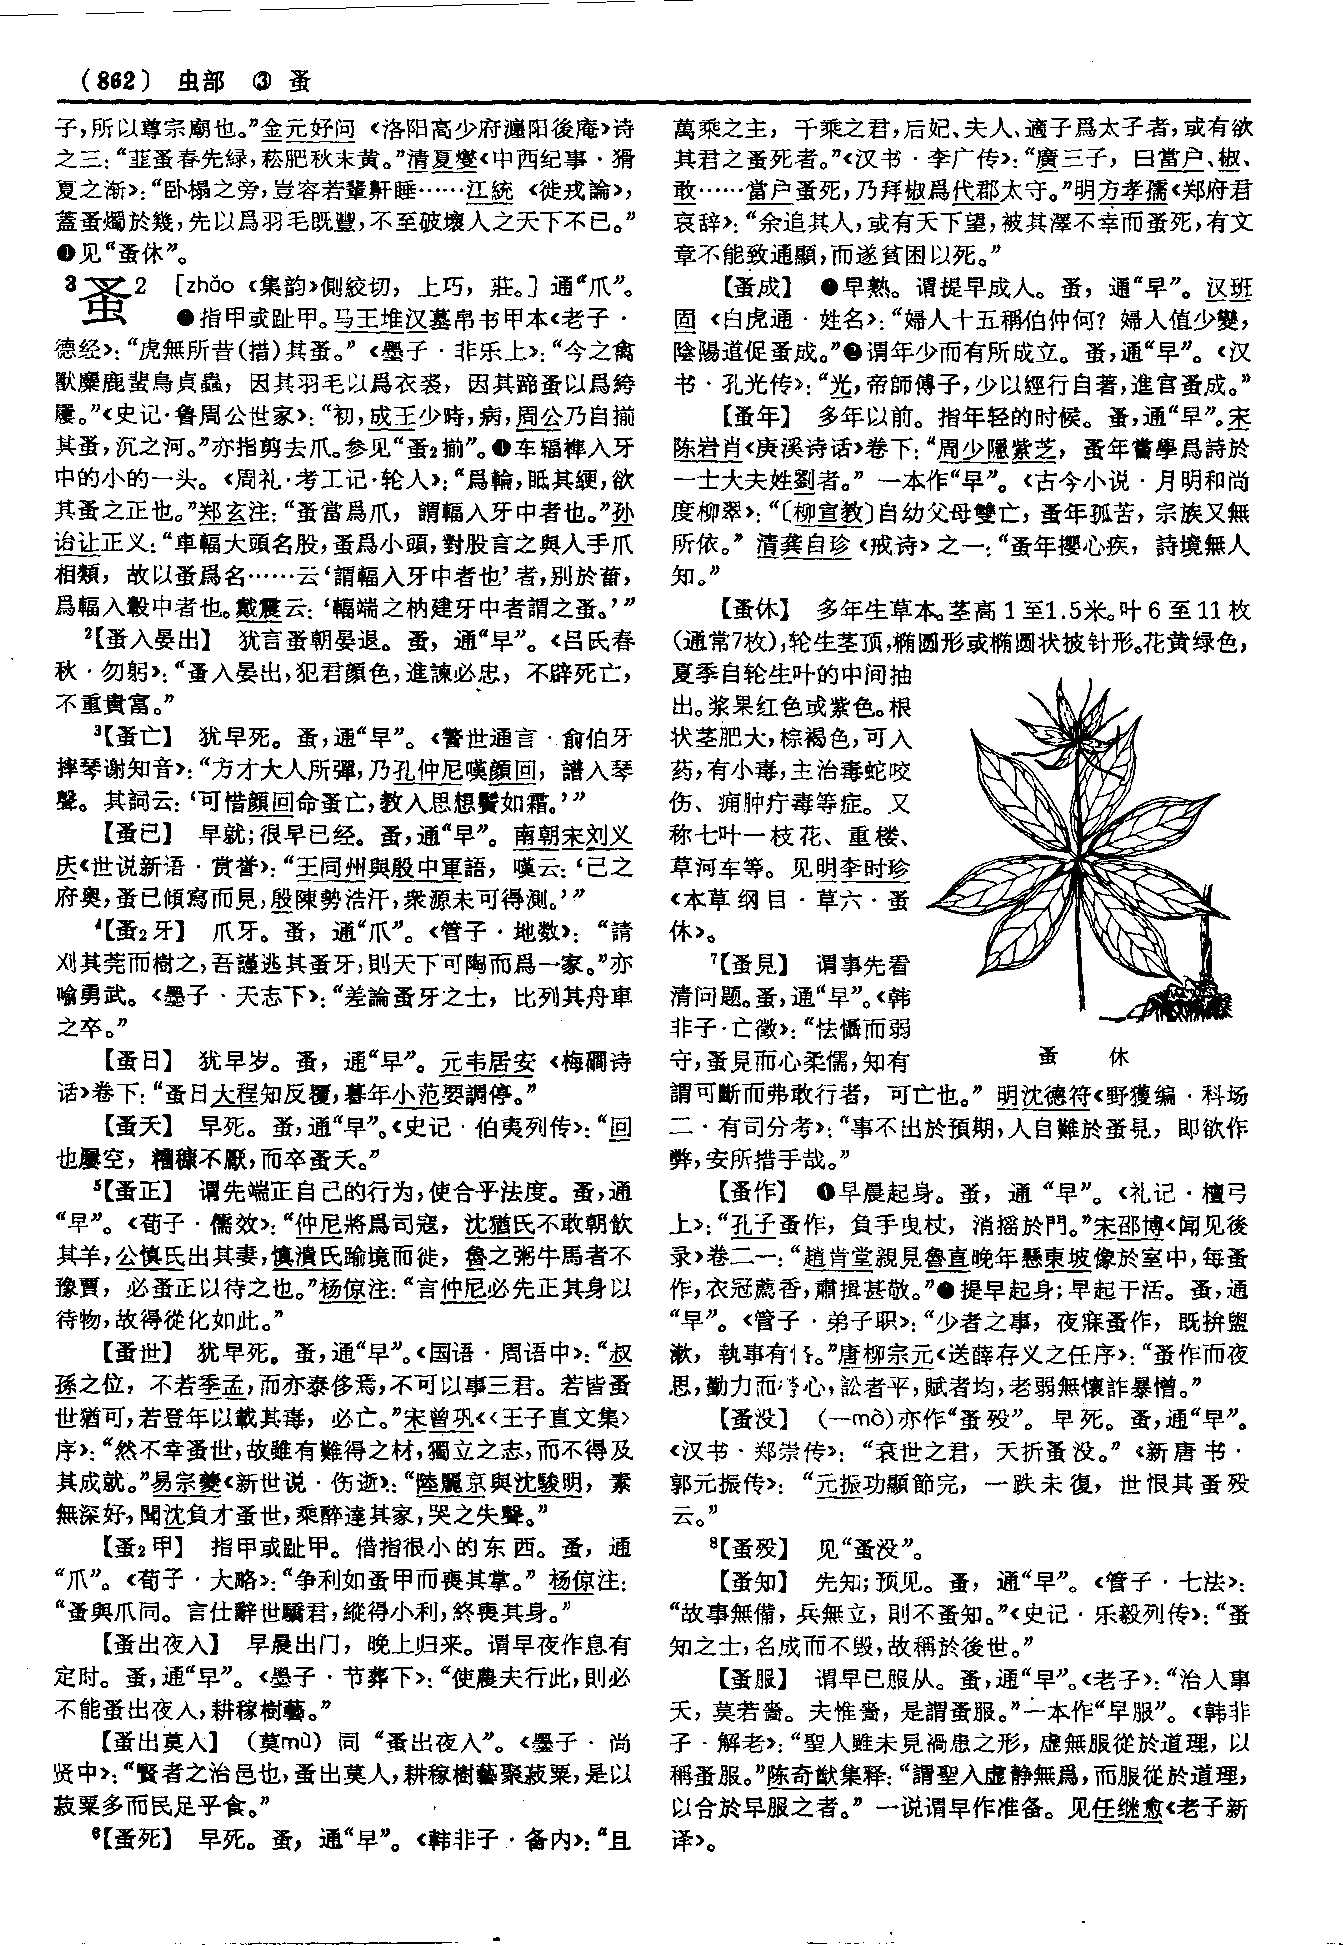 (862) 虫部 ③ 蚤
子,所以尊宗廟也。”金元好问《洛阳高少府瀍阳後庵》诗
之三:“韮蚤春先緑,菘肥秋末黄。”清夏燮《中西纪事·猾
夏之渐》:“卧榻之旁,豈容若輩鼾睡……江統《徙戎論》,
蓋蚤燭於幾,先以爲羽毛既豐,不至破壞人之天下不已。”
见“蚤休”。
3蚤2 [zhǎo《集韵》側絞切,上巧,莊。]通“爪”。
●指甲或趾甲。马王堆汉墓帛书甲本《老子·
德经》:“虎無所昔(措)其蚤。”《墨子·非乐上》:“今之禽
獸麋鹿蜚鳥貞蟲,因其羽毛以爲衣裘,因其蹄蚤以爲絝
屨。”《史记·鲁周公世家》:“初,成王少時,病,周公乃自揃
其蚤,沉之河。”亦指剪去爪。参见“蚤2揃”。●车辐榫入牙
中的小的一头。《周礼·考工记·轮人》:“爲輪,眡其綆,欲
其蚤之正也。”郑玄注:“蚤當爲爪,謂輻入牙中者也。”孙
诒让正义:“車輻大頭名股,蚤爲小頭,對股言之與人手爪
相類,故以蚤爲名……云‘謂輻入牙中者也’者,别於菑,
爲輻入轂中者也。戴震云:‘輻端之枘建牙中者謂之蚤。’”
2【蚤入晏出】 犹言蚤朝晏退。蚤,通“早”。《吕氏春
秋·勿躬》:“蚤入晏出,犯君顔色,進諫必忠,不辟死亡,
不重貴富。”
3【蚤亡】 犹早死。蚤,通“早”。《警世通言·俞伯牙
摔琴谢知音》:“方才大人所彈,乃孔仲尼嘆顔回,譜入琴
聲。其詞云:‘可惜顔回命蚤亡,教人思想鬢如霜。’”
【蚤已】 早就;很早已经。蚤,通“早”。南朝宋刘义
庆《世说新语·赏誉》:“王司州與殷中軍語,嘆云:‘己之
府奥,蚤已傾寫而見,殷陳勢浩汗,衆源未可得測。’”
4【蚤2牙】 爪牙。蚤,通“爪”。《管子·地数》:“請
刈其莞而樹之,吾謹逃其蚤牙,則天下可陶而爲一家。”亦
喻勇武。《墨子·天志下》:“差論蚤牙之士,比列其舟車
之卒。”
【蚤日】 犹早岁。蚤,通“早”。元韦居安《梅磵诗
话》卷下:“蚤日大程知反覆,暮年小范要調停。”
【蚤夭】 早死。蚤,通“早”。《史记·伯夷列传》:“回
也屢空,糟穅不厭,而卒蚤夭。”
5【蚤正】 谓先端正自己的行为,使合乎法度。蚤,通
“早”。《荀子·儒效》:“仲尼將爲司寇,沈猶氏不敢朝飲
其羊,公慎氏出其妻,慎潰氏踰境而徙,魯之粥牛馬者不
豫賈,必蚤正以待之也。”杨倞注:“言仲尼必先正其身以
待物,故得從化如此。”
【蚤世】 犹早死。蚤,通“早”。《国语·周语中》:“叔
孫之位,不若季孟,而亦泰侈焉,不可以事三君。若皆蚤
世猶可,若登年以載其毒,必亡。”宋曾巩《〈王子直文集〉
序》:“然不幸蚤世,故雖有難得之材,獨立之志,而不得及
其成就。”易宗夔《新世说·伤逝》:“陸麗京與沈駿明,素
無深好,聞沈負才蚤世,乘醉達其家,哭之失聲。”
【蚤2甲】 指甲或趾甲。借指很小的东西。蚤,通
“爪”。《荀子·大略》:“争利如蚤甲而喪其掌。”杨倞注:
“蚤與爪同。言仕辭世驕君,縱得小利,終喪其身。”
【蚤出夜入】 早晨出门,晚上归来。谓早夜作息有
定时。蚤,通“早”。《墨子·节葬下》:“使農夫行此,則必
不能蚤出夜入,耕稼樹藝。”
【蚤出莫入】 (莫mù)同“蚤出夜入”。《墨子·尚
贤中》:“賢者之治邑也,蚤出莫入,耕稼樹藝聚菽粟,是以
菽粟多而民足乎食。”
6【蚤死】 早死。蚤,通“早”。《韩非子·备内》:“且
萬乘之主,千乘之君,后妃、夫人、適子爲太子者,或有欲
其君之蚤死者。”《汉书·李广传》:“廣三子,曰當户、椒、
敢……當户蚤死,乃拜椒爲代郡太守。”明方孝孺《郑府君
哀辞》:“余追其人,或有天下望,被其澤不幸而蚤死,有文
章不能致通顯,而遂貧困以死。”
【蚤成】 ●早熟。谓提早成人。蚤,通“早”。汉班
固《白虎通·姓名》:“婦人十五稱伯仲何?婦人值少變,
陰陽道促蚤成。”❷谓年少而有所成立。蚤,通“早”。《汉
书·孔光传》:“光,帝師傅子,少以經行自著,進官蚤成。”
【蚤年】 多年以前。指年轻的时候。蚤,通“早”。宋
陈岩肖《庚溪诗话》卷下:“周少隱紫芝,蚤年嘗學爲詩於
一士大夫姓劉者。”一本作“早”。《古今小说·月明和尚
度柳翠》:“〔柳宣教〕自幼父母雙亡,蚤年孤苦,宗族又無
所依。”清龚自珍《戒诗》之一:“蚤年攖心疾,詩境無人
知。”
【蚤休】 多年生草本。茎高1至1.5米。叶6至11枚
(通常7枚),轮生茎顶,椭圆形或椭圆状披针形。花黄绿色,
夏季自轮生叶的中间抽
出。浆果红色或紫色。根
状茎肥大,棕褐色,可入
药,有小毒,主治毒蛇咬
伤、痈肿疔毒等症。又
称七叶一枝花、重楼、
草河车等。见明李时珍
《本草纲目·草六·蚤
休》。
7【蚤見】 谓事先看
清问题。蚤,通“早”。《韩
非子·亡徵》:“怯懾而弱
守,蚤見而心柔懦,知有
蚤 休
謂可斷而弗敢行者,可亡也。”明沈德符《野獲编·科场
二·有司分考》:“事不出於預期,人自難於蚤見,即欲作
弊,安所措手哉。”
【蚤作】 ❶早晨起身。蚤,通“早”。《礼记·檀弓
上》:“孔子蚤作,負手曳杖,消摇於門。”宋邵博《闻见後
录》卷二一:“趙肯堂親見魯直晚年懸東坡像於室中,每蚤
作,衣冠薦香,肅揖甚敬。”●提早起身;早起干活。蚤,通
“早”。《管子·弟子职》:“少者之事,夜寐蚤作,既拚盥
漱,執事有。”唐柳宗元《送薛存义之任序》:“蚤作而夜
思,勤力而心,訟者平,賦者均,老弱無懷詐暴憎。”
【蚤没】 (—mò)亦作“蚤殁”。早死。蚤,通“早”。
《汉书·郑崇传》:“衰世之君,夭折蚤没。”《新唐书·
郭元振传》:“元振功顯節完,一跌未復,世恨其蚤殁
云。”
8【蚤殁】 见“蚤没”。
【蚤知】 先知;预见。蚤,通“早”。《管子·七法》:
“故事無備,兵無主,則不蚤知。”《史记·乐毅列传》:“蚤
知之士,名成而不毁,故稱於後世。”
【蚤服】 谓早已服从。蚤,通“早”。《老子》:“治人事
天,莫若嗇。夫惟嗇,是謂蚤服。”一本作“早服”。《韩非
子·解老》:“聖人雖未見禍患之形,虚無服從於道理,以
稱蚤服。”陈奇猷集释:“謂聖人虚静無爲,而服從於道理,
以合於早服之者。”一说谓早作准备。见任继愈《老子新
译》。